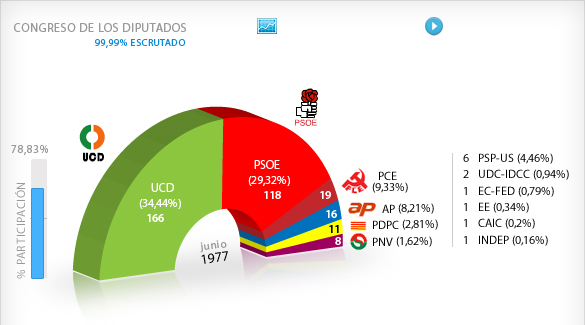 CONGRESO DE LOS DIPUTADOS
99,99% ESCRUTADO
78,83%
% PARTICIPACIÓN
UCD
PSOE
UCD
(34,44%)
166
PSOE
(29,32%)
118
19
16
11
8
junio
1977
PCE
PCE
(9,33%)
ap AP (8,21%)
PDPC (2,81%)
PNV (1,62%)
6 PSP-US (4,46%)
2 UDC-IDCC (0,94%)
1 EC-FED (0,79%)
1 EE (0,34%)
1 CAIC (0,2%)
1 INDEP (0,16%)